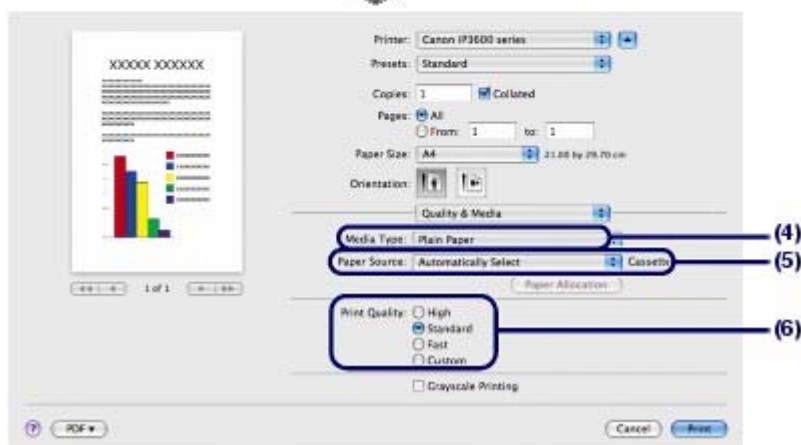 Printer: Canon iP3600 series
XXXXX XXXXXX
Presets: Standard
Copies: 1 Collated
Pages: All
From: 1 to: 1
Paper Size: A4 21.00 by 29.70 cm
Orientation:
Quality & Media
Media Type: Plain Paper (4)
Paper Source: Automatically Select Cassette (5)
1 of 1
Paper Allocation
Print Quality: High
Standard (6)
Fast
Custom
Grayscale Printing
? PDF Cancel Print